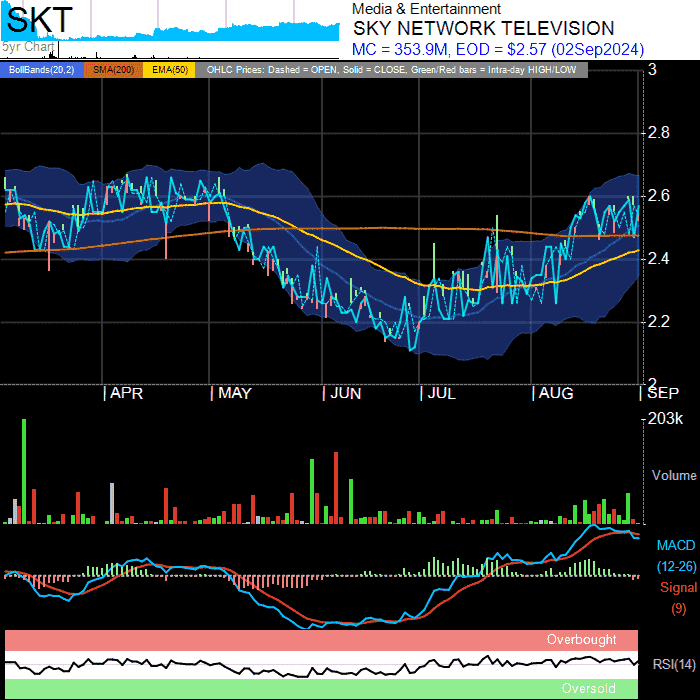 SKT
5yr Chart
Media & Entertainment
SKY NETWORK TELEVISION
MC = 353.9M, EOD = $2.57 (02Sep2024)
BollBands(20,2) SMA(200) EMA(50) OHLC Prices: Dashed = OPEN, Solid = CLOSE, Green/Red bars = Intra-day HIGH/LOW
3
2.8
2.6
2.4
2.2
2
APR MAY JUN JUL AUG SEP
203k
Volume
MACD
(12-26)
Signal
(9)
Overbought
RSI(14)
Oversold